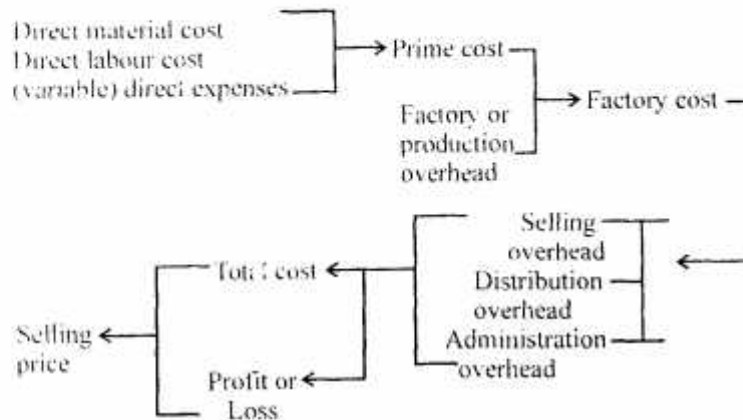 Direct material cost
Direct labour cost
(variable) direct expenses
Prime cost
Factory or
production
overhead
Factory cost
Selling
overhead
Distribution
overhead
Administration
overhead
Total cost
Profit or
Loss
Selling
price